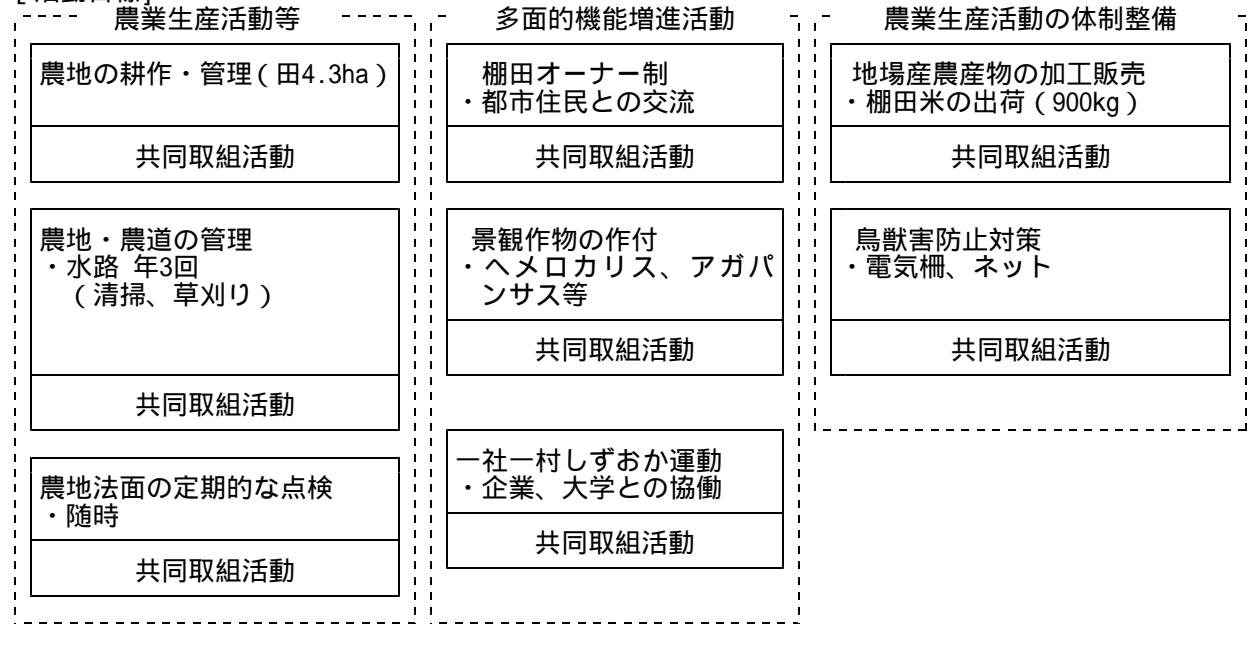 農業生産活動等
農地の耕作・管理(田4.3ha)
共同取組活動
農地・農道の管理
・水路 年3回
(清掃、草刈り)
共同取組活動
農地法面の定期的な点検
・随時
共同取組活動
多面的機能増進活動
棚田オーナー制
・都市住民との交流
共同取組活動
景観作物の作付
・ヘメロカリス、アガパ
ンサス等
共同取組活動
一社一村しずおか運動
・企業、大学との協働
共同取組活動
農業生産活動の体制整備
地場産農産物の加工販売
・棚田米の出荷(900kg)
共同取組活動
鳥獣害防止対策
・電気柵、ネット
共同取組活動